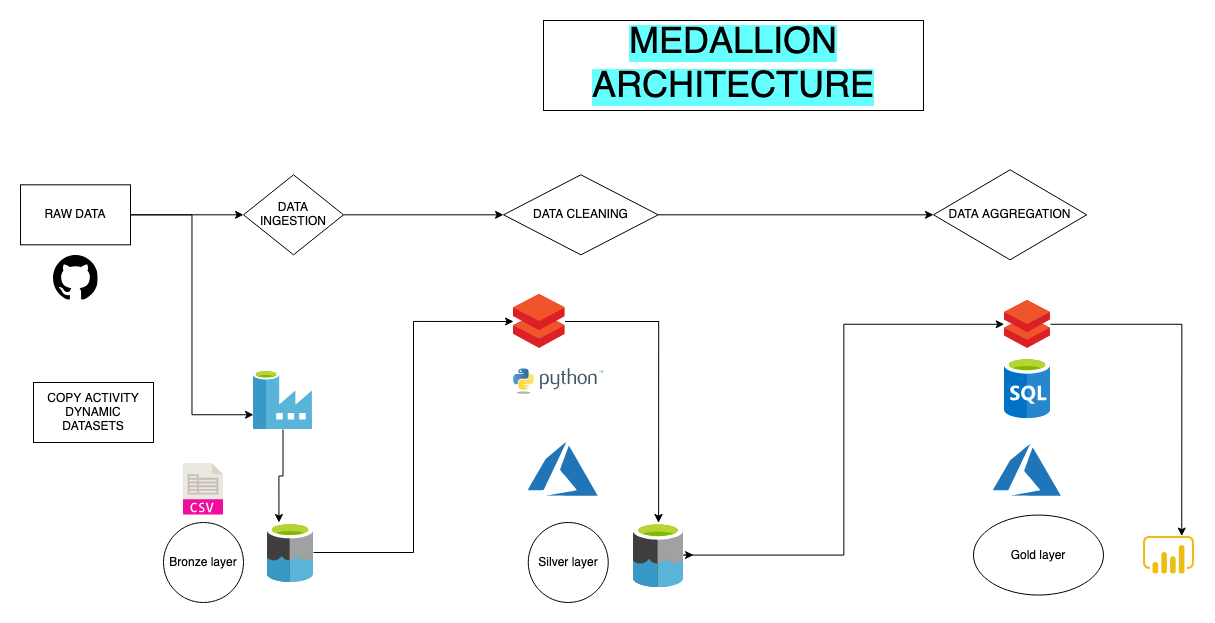 MEDALLION
ARCHITECTURE
RAW DATA
DATA
INGESTION
DATA CLEANING
DATA AGGREGATION
COPY ACTIVITY
DYNAMIC
DATASETS
python™
SQL
CSV
Bronze layer
Silver layer
Gold layer